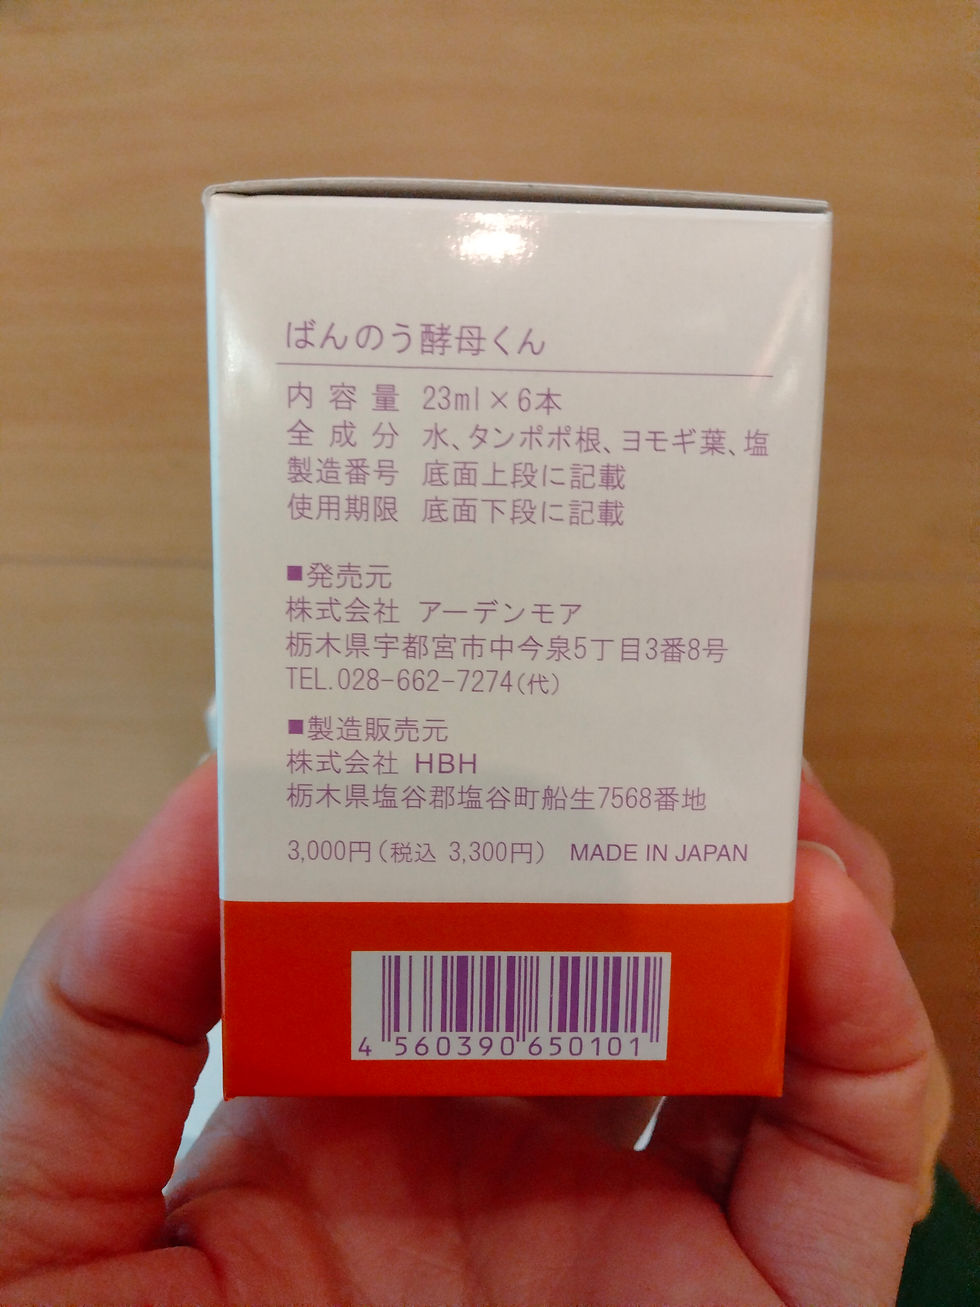 ばんのう酵母くん
内容量 23ml×6本
全成分 水、タンポポ根、ヨモギ葉、塩
製造番号 底面上段に記載
使用期限 底面下段に記載
■発売元
株式会社 アーデンモア
栃木県宇都宮市中今泉5丁目3番8号
TEL.028-662-7274(代)
■製造販売元
株式会社 HBH
栃木県塩谷郡塩谷町船生7568番地
3,000円(税込 3,300円) MADE IN JAPAN
4 560390 650101